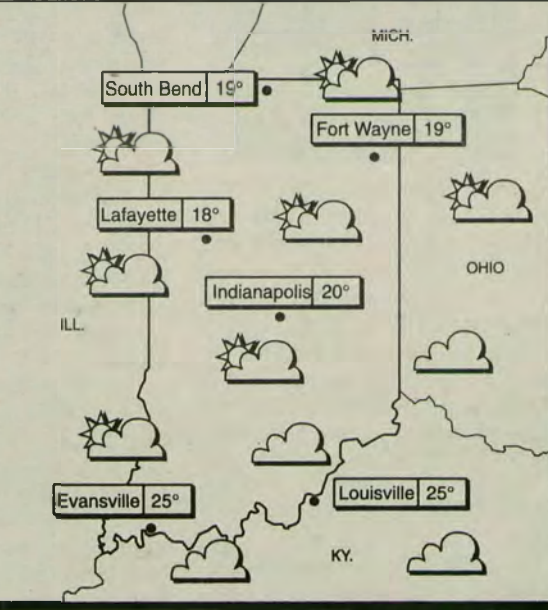 MICH.
South Bend 19°
Fort Wayne 19°
Lafayette 18°
OHIO
Indianapolis 20°
ILL.
Evansville 25°
Louisville 25°
KY.